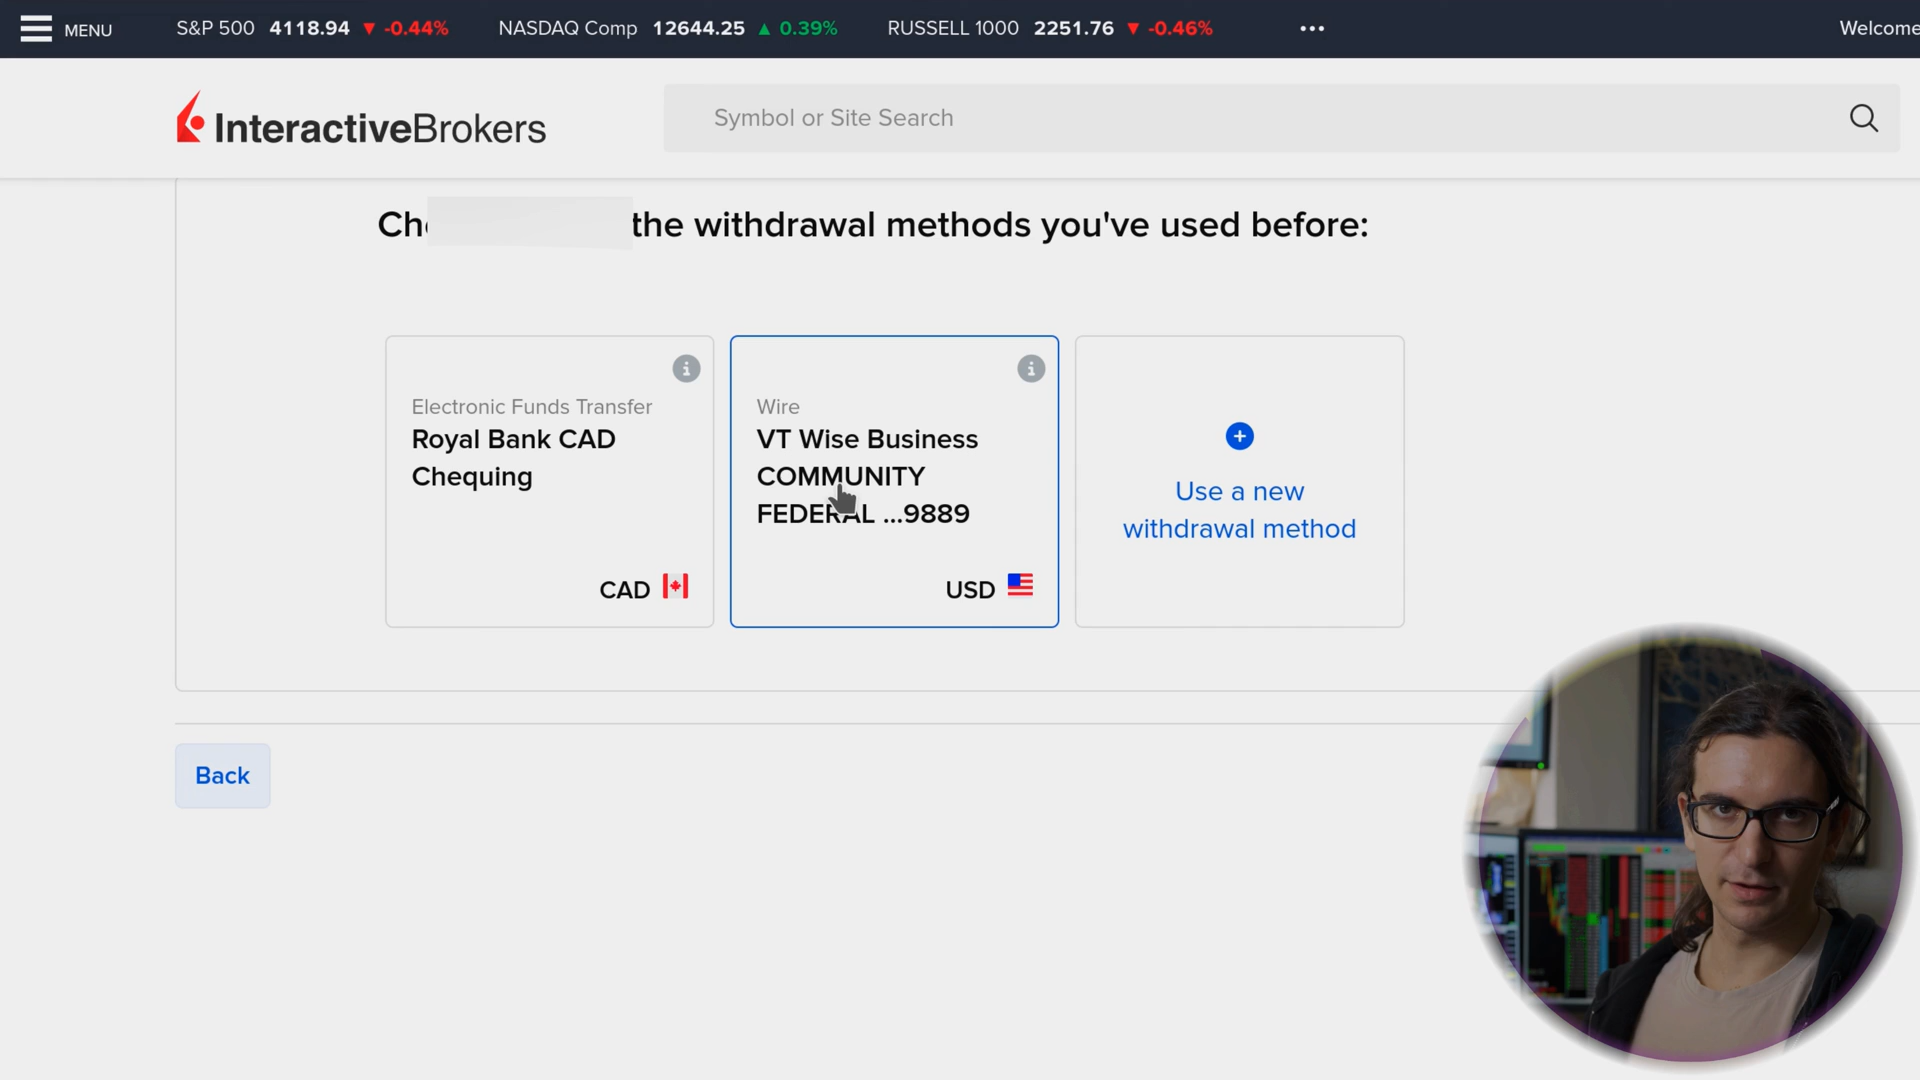 MENU
S&P 500 4118.94 ▼ -0.44%
NASDAQ Comp 12644.25 ▲ 0.39%
RUSSELL 1000 2251.76 ▼ -0.46%
•••
Welcome
InteractiveBrokers
Symbol or Site Search
the withdrawal methods you've used before:
Electronic Funds Transfer
Royal Bank CAD
Chequing
CAD
Wire
VT Wise Business
COMMUNITY
FEDERAL ...9889
USD
Use a new
withdrawal method
Back